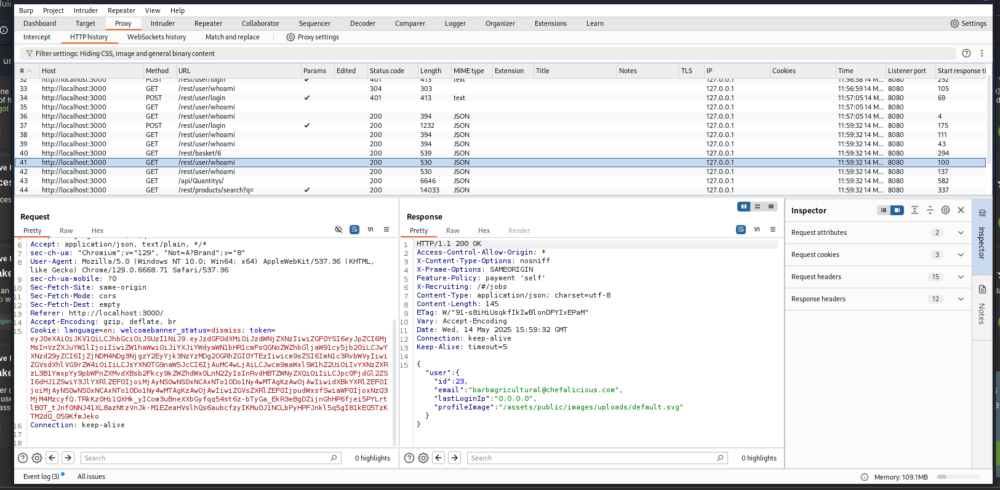 Burp Project Intruder Repeater View Help
Dashboard Target Proxy Intruder Repeater Collaborator Sequencer Decoder Comparer Logger Organizer Extensions Learn Settings
Intercept HTTP history WebSockets history Match and replace Proxy settings
Filter settings: Hiding CSS, image and general binary content
# Host Method URL Params Edited Status code Length MIME type Extension Title Notes TLS IP Cookies Time Listener port Start response ti
32 http://localhost:3000 POST /rest/user/login ✓ 401 413 text 127.0.0.1 11:56:58 14 M... 8080 252
33 http://localhost:3000 GET /rest/user/whoami 304 303 127.0.0.1 11:56:59 14 M... 8080 105
34 http://localhost:3000 POST /rest/user/login ✓ 401 413 text 127.0.0.1 11:57:05 14 M... 8080 69
35 http://localhost:3000 GET /rest/user/whoami 127.0.0.1 11:57:05 14 M... 8080
36 http://localhost:3000 GET /rest/user/whoami 200 394 JSON 127.0.0.1 11:57:05 14 M... 8080 4
37 http://localhost:3000 POST /rest/user/login ✓ 200 1232 JSON 127.0.0.1 11:59:32 14 M... 8080 175
38 http://localhost:3000 GET /rest/user/whoami 200 394 JSON 127.0.0.1 11:59:32 14 M... 8080 111
39 http://localhost:3000 GET /rest/user/whoami 200 394 JSON 127.0.0.1 11:59:32 14 M... 8080 43
40 http://localhost:3000 GET /rest/basket/6 200 539 JSON 127.0.0.1 11:59:32 14 M... 8080 294
41 http://localhost:3000 GET /rest/user/whoami 200 530 JSON 127.0.0.1 11:59:32 14 M... 8080 100
42 http://localhost:3000 GET /rest/user/whoami 200 530 JSON 127.0.0.1 11:59:32 14 M... 8080 137
43 http://localhost:3000 GET /api/Quantitys/ 200 6646 JSON 127.0.0.1 11:59:32 14 M... 8080 582
44 http://localhost:3000 GET /rest/products/search?q= ✓ 200 14033 JSON 127.0.0.1 11:59:32 14 M... 8080 337
Request
Pretty Raw Hex \n
6 Accept: application/json, text/plain, */*
7 sec-ch-ua: "Chromium";v="129", "Not=A?Brand";v="8"
8 User-Agent: Mozilla/5.0 (Windows NT 10.0; Win64; x64) AppleWebKit/537.36 (KHTML,
like Gecko) Chrome/129.0.6668.71 Safari/537.36
9 sec-ch-ua-mobile: ?0
10 Sec-Fetch-Site: same-origin
11 Sec-Fetch-Mode: cors
12 Sec-Fetch-Dest: empty
13 Referer: http://localhost:3000/
14 Accept-Encoding: gzip, deflate, br
15 Cookie: language=en; welcomebanner_status=dismiss; token=
16 Connection: keep-alive
17
18
Search 0 highlights
Response
Pretty Raw Hex Render \n
1 HTTP/1.1 200 OK
2 Access-Control-Allow-Origin: *
3 X-Content-Type-Options: nosniff
4 X-Frame-Options: SAMEORIGIN
5 Feature-Policy: payment 'self'
6 X-Recruiting: /#/jobs
7 Content-Type: application/json; charset=utf-8
8 Content-Length: 145
9 ETag: W/"91-s8iHiUsqkfIkIwBlonDFYIvEPaM"
10 Vary: Accept-Encoding
11 Date: Wed, 14 May 2025 15:59:32 GMT
12 Connection: keep-alive
13 Keep-Alive: timeout=5
14
15 {
"user":{
"id":23,
"email":"barbagricultural@chefalicious.com",
"lastLoginIp":"0.0.0.0",
"profileImage":"/assets/public/images/uploads/default.svg"
}
}
Search 0 highlights
Inspector
Request attributes 2
Request cookies 3
Request headers 15
Response headers 12
Inspector
Notes
Event log (3) All issues Memory: 109.1MB